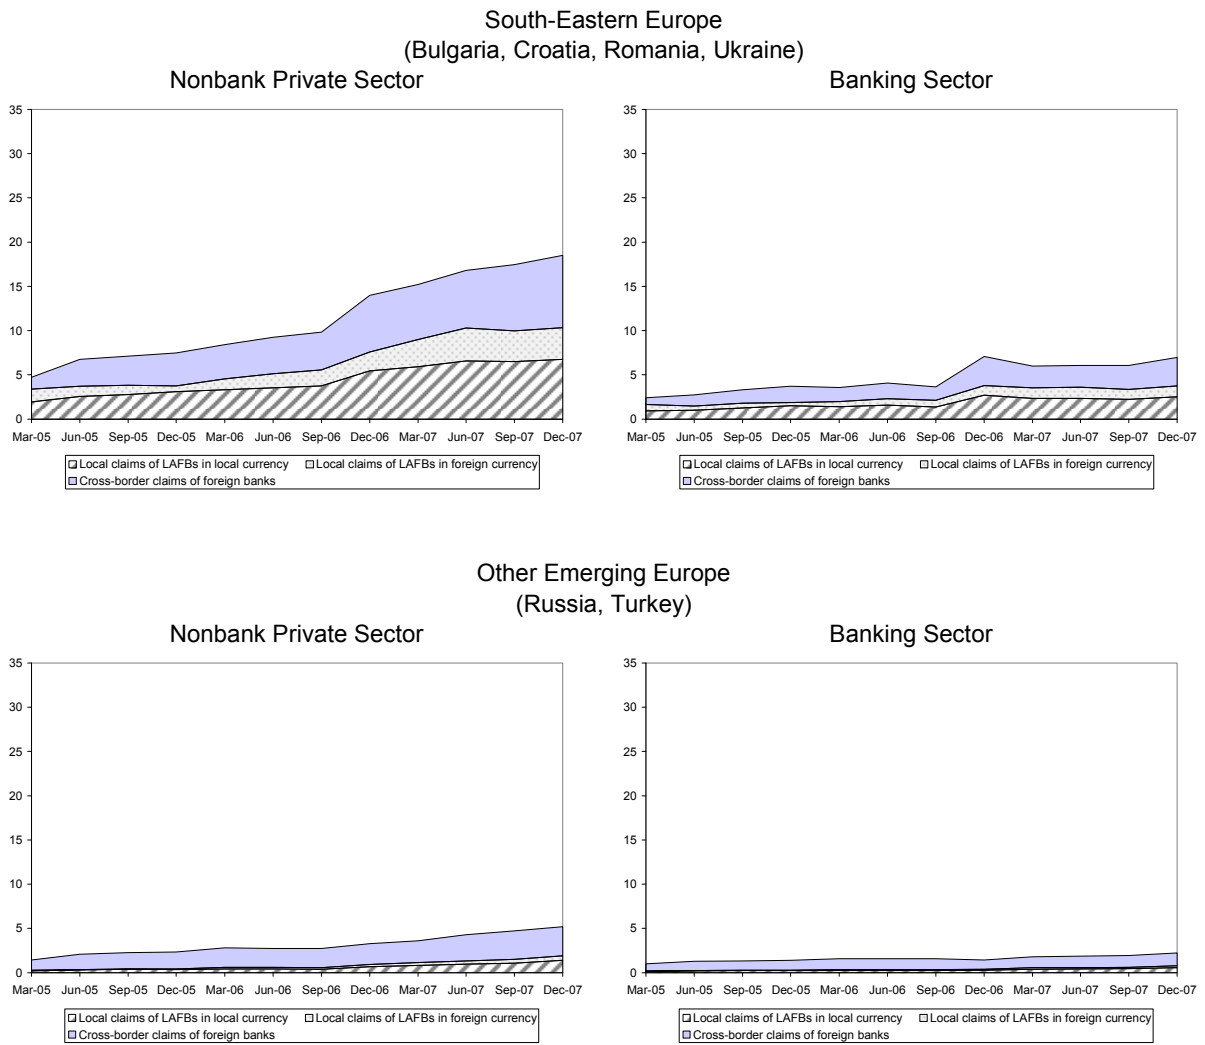 South-Eastern Europe
(Bulgaria, Croatia, Romania, Ukraine)
Nonbank Private Sector
35
30
25
20
15
10
5
0
Mar-05 Jun-05 Sep-05 Dec-05 Mar-06 Jun-06 Sep-06 Dec-06 Mar-07 Jun-07 Sep-07 Dec-07
Local claims of LAFBs in local currency Local claims of LAFBs in foreign currency
Cross-border claims of foreign banks
Banking Sector
35
30
25
20
15
10
5
0
Mar-05 Jun-05 Sep-05 Dec-05 Mar-06 Jun-06 Sep-06 Dec-06 Mar-07 Jun-07 Sep-07 Dec-07
Local claims of LAFBs in local currency Local claims of LAFBs in foreign currency
Cross-border claims of foreign banks
Other Emerging Europe
(Russia, Turkey)
Nonbank Private Sector
35
30
25
20
15
10
5
0
Mar-05 Jun-05 Sep-05 Dec-05 Mar-06 Jun-06 Sep-06 Dec-06 Mar-07 Jun-07 Sep-07 Dec-07
Local claims of LAFBs in local currency Local claims of LAFBs in foreign currency
Cross-border claims of foreign banks
Banking Sector
35
30
25
20
15
10
5
0
Mar-05 Jun-05 Sep-05 Dec-05 Mar-06 Jun-06 Sep-06 Dec-06 Mar-07 Jun-07 Sep-07 Dec-07
Local claims of LAFBs in local currency Local claims of LAFBs in foreign currency
Cross-border claims of foreign banks